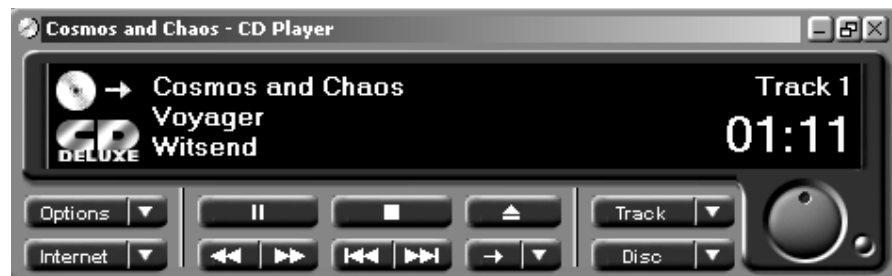 Cosmos and Chaos - CD Player
Cosmos and Chaos
Track 1
Voyager
01:11
CD
DELUXE
Witsend
Options
Track
Internet
Disc